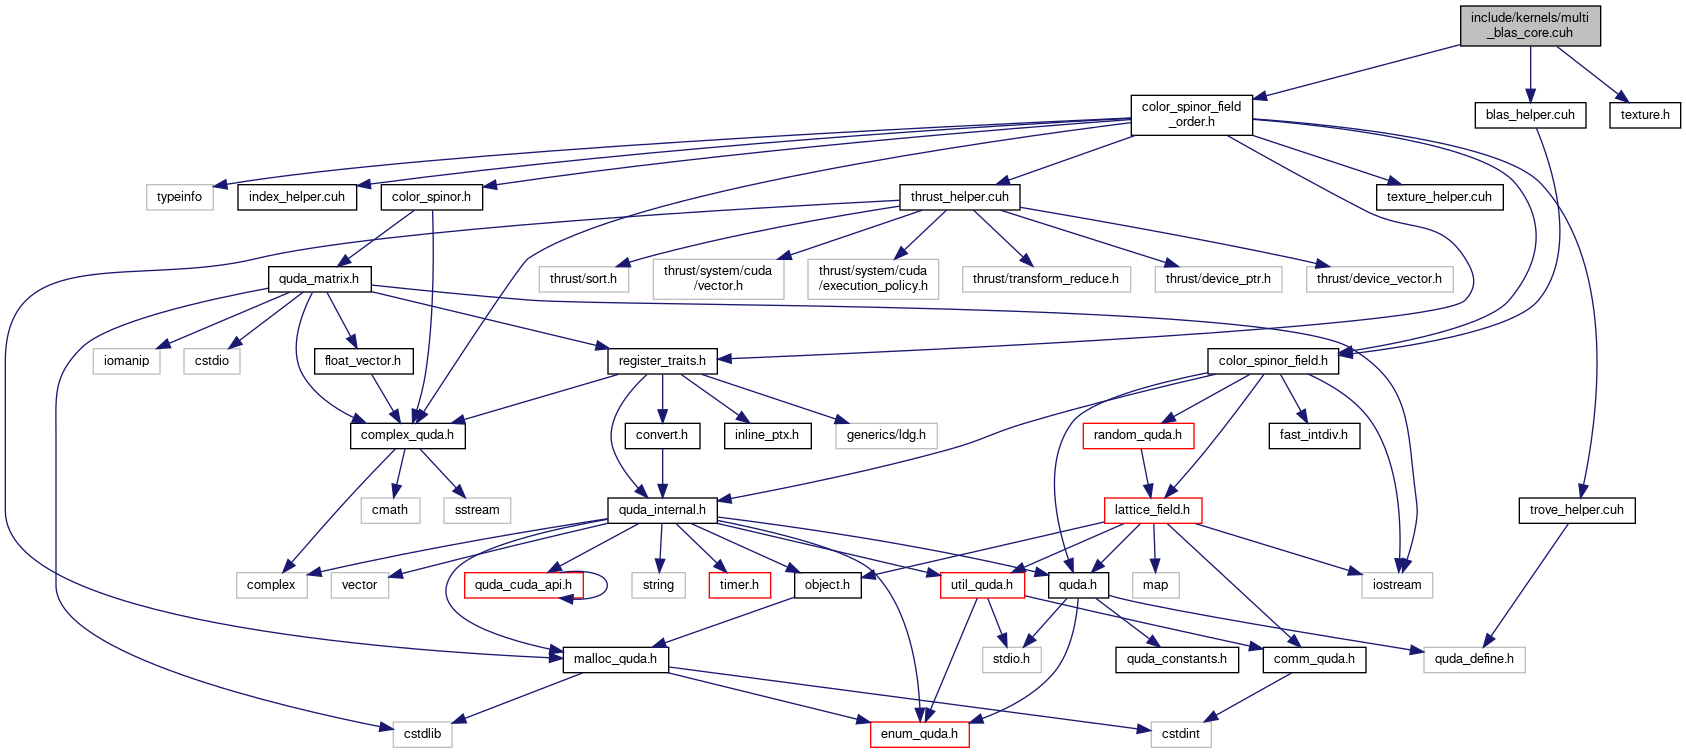 include/kernels/multi
_blas_core.cuh
color_spinor_field
_order.h
blas_helper.cuh
texture.h
typeinfo
index_helper.cuh
color_spinor.h
thrust_helper.cuh
texture_helper.cuh
quda_matrix.h
thrust/sort.h
thrust/system/cuda
/vector.h
thrust/system/cuda
/execution_policy.h
thrust/transform_reduce.h
thrust/device_ptr.h
thrust/device_vector.h
iomanip
cstdio
float_vector.h
register_traits.h
color_spinor_field.h
complex_quda.h
convert.h
inline_ptx.h
generics/ldg.h
random_quda.h
fast_intdiv.h
cmath
sstream
quda_internal.h
lattice_field.h
trove_helper.cuh
complex
vector
quda_cuda_api.h
string
timer.h
object.h
util_quda.h
quda.h
map
iostream
malloc_quda.h
stdio.h
quda_constants.h
comm_quda.h
quda_define.h
cstdlib
enum_quda.h
cstdint